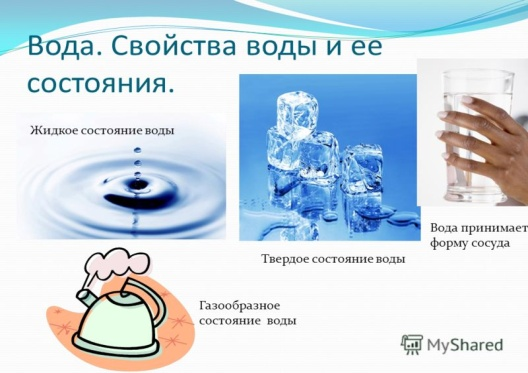 Вода. Свойства воды и ее
состояния.
Жидкое состояние воды
Вода принимает
форму сосуда
Твердое состояние воды
Газообразное
состояние воды
MyShared